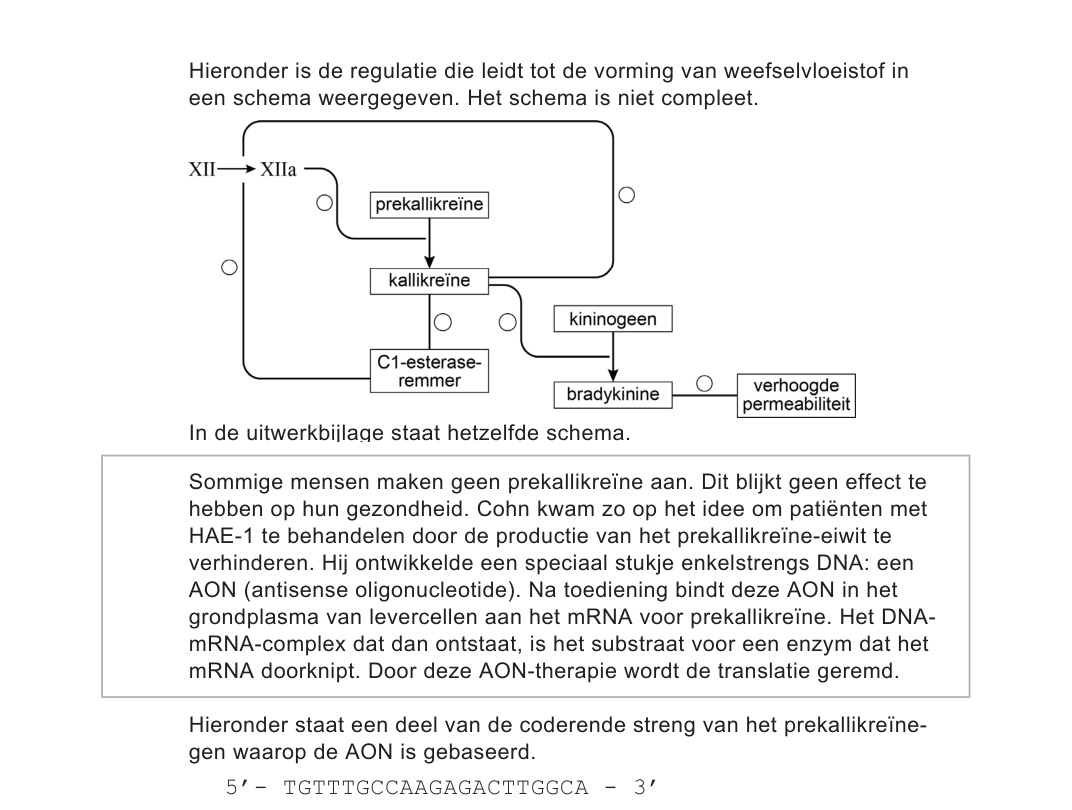 Hieronder is de regulatie die leidt tot de vorming van weefselvloeistof in
een schema weergegeven. Het schema is niet compleet.
XII
XIIa
prekallikreïne
kallikreïne
kininogeen
C1-esterase-
remmer
bradykinine
verhoogde
permeabiliteit
In de uitwerkbijlage staat hetzelfde schema.
Sommige mensen maken geen prekallikreïne aan. Dit blijkt geen effect te
hebben op hun gezondheid. Cohn kwam zo op het idee om patiënten met
HAE-1 te behandelen door de productie van het prekallikreïne-eiwit te
verhinderen. Hij ontwikkelde een speciaal stukje enkelstrengs DNA: een
AON (antisense oligonucleotide). Na toediening bindt deze AON in het
grondplasma van levercellen aan het mRNA voor prekallikreïne. Het DNA-
mRNA-complex dat dan ontstaat, is het substraat voor een enzym dat het
mRNA doorknipt. Door deze AON-therapie wordt de translatie geremd.
Hieronder staat een deel van de coderende streng van het prekallikreïne-
gen waarop de AON is gebaseerd.
5’- TGTTTGCCAAGAGACTTGGCA - 3’